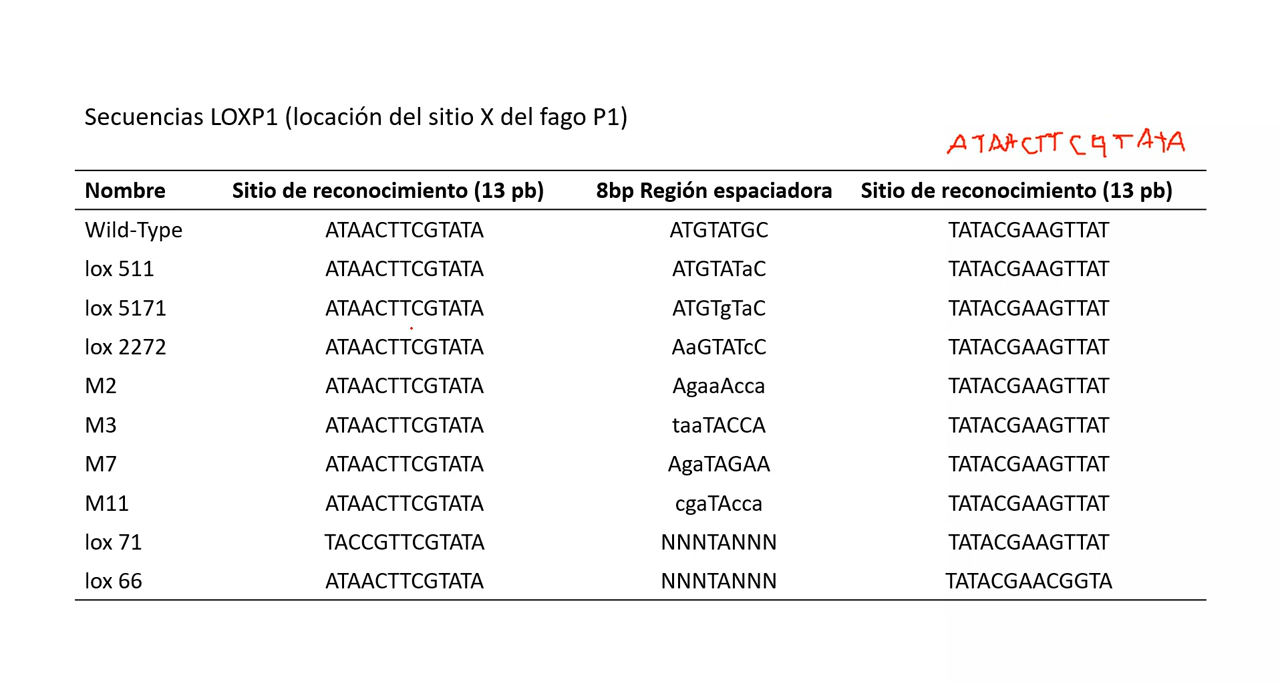 Secuencias LOXP1 (locación del sitio X del fago P1)
ATAACTTCGTATA
Nombre Sitio de reconocimiento (13 pb) 8bp Región espaciadora Sitio de reconocimiento (13 pb)
Wild-Type ATAACTTCGTATA ATGTATGC TATACGAAGTTAT
lox 511 ATAACTTCGTATA ATGTATaC TATACGAAGTTAT
lox 5171 ATAACTTCGTATA ATGTgTaC TATACGAAGTTAT
lox 2272 ATAACTTCGTATA AaGTATcC TATACGAAGTTAT
M2 ATAACTTCGTATA AgaaAcca TATACGAAGTTAT
M3 ATAACTTCGTATA taaTACCA TATACGAAGTTAT
M7 ATAACTTCGTATA AgaTAGAA TATACGAAGTTAT
M11 ATAACTTCGTATA cgaTAcca TATACGAAGTTAT
lox 71 TACCGTTCGTATA NNNTANNN TATACGAAGTTAT
lox 66 ATAACTTCGTATA NNNTANNN TATACGAACGGTA